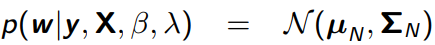 p(w|y, X, β, λ) = 𝒩(μ_N, Σ_N)